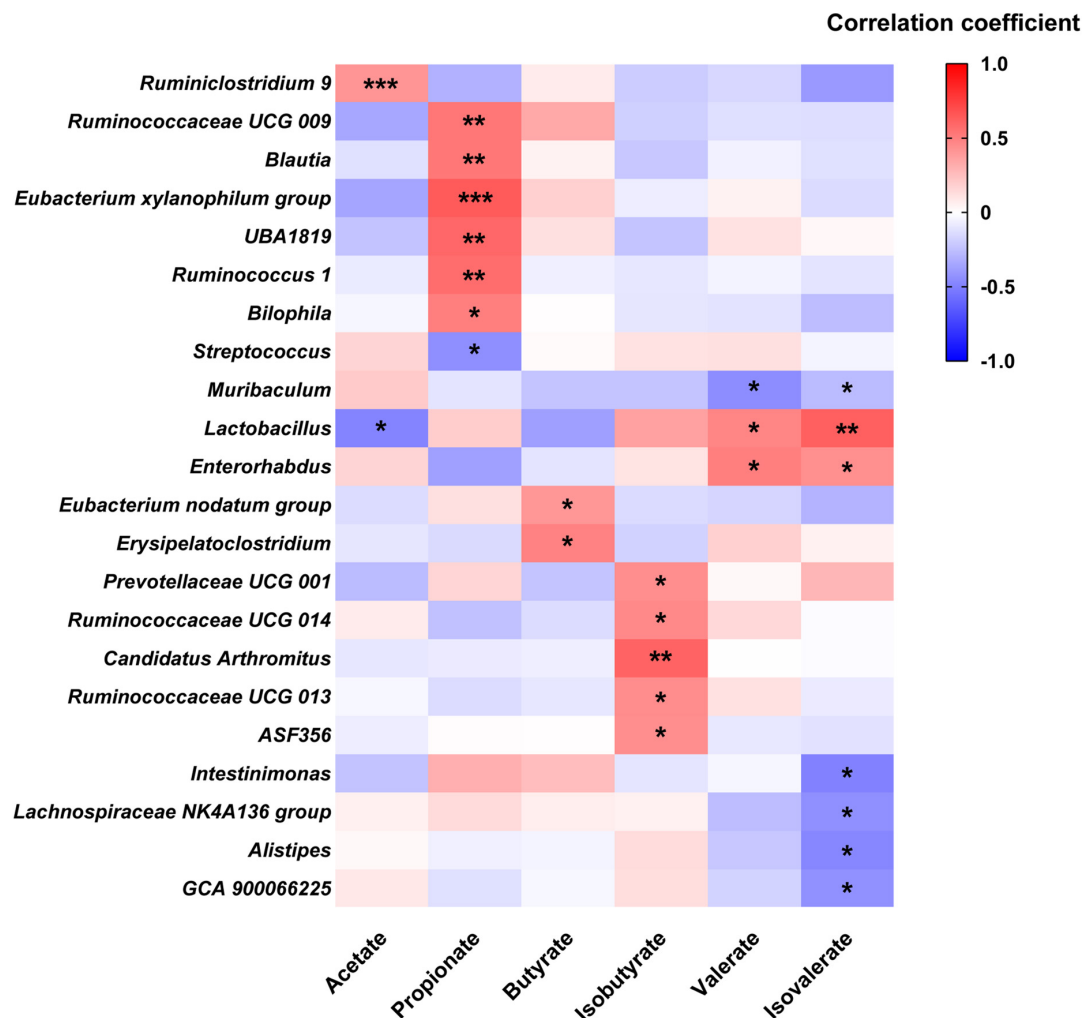 Correlation coefficient
1.0
0.5
0
-0.5
-1.0
Ruminiclostridium 9 ***
Ruminococcaceae UCG 009 **
Blautia **
Eubacterium xylanophilum group ***
UBA1819 **
Ruminococcus 1 **
Bilophila *
Streptococcus *
Muribaculum * *
Lactobacillus * * **
Enterorhabdus * *
Eubacterium nodatum group *
Erysipelatoclostridium *
Prevotellaceae UCG 001 *
Ruminococcaceae UCG 014 *
Candidatus Arthromitus **
Ruminococcaceae UCG 013 *
ASF356 *
Intestinimonas *
Lachnospiraceae NK4A136 group *
Alistipes *
GCA 900066225 *
Acetate
Propionate
Butyrate
Isobutyrate
Valerate
Isovalerate